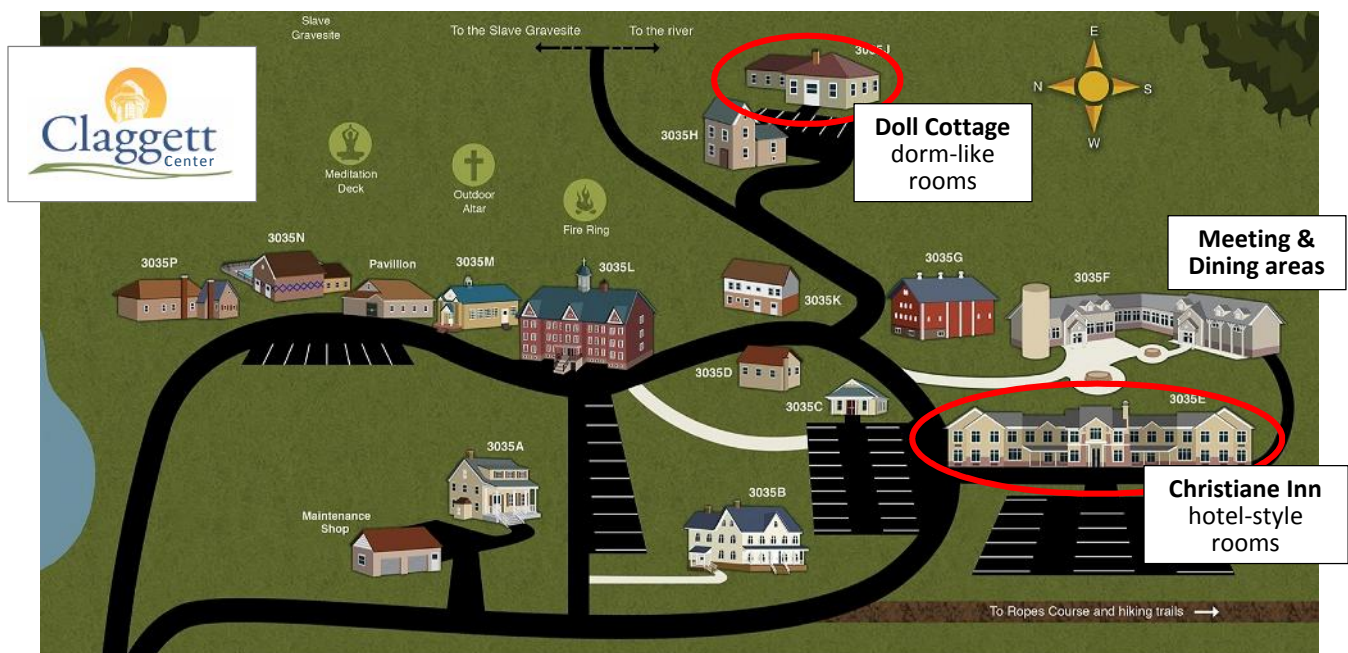 Slave
Gravesite
To the Slave Gravesite
To the river
Claggett
Center
3035J
E
N
S
W
3035H
Doll Cottage
dorm-like
rooms
Meditation
Deck
Outdoor
Altar
Fire Ring
Meeting &
Dining areas
3035P
3035N
Pavillion
3035M
3035L
3035K
3035G
3035F
3035D
3035C
3035E
3035A
3035B
Maintenance
Shop
Christiane Inn
hotel-style
rooms
To Ropes Course and hiking trails